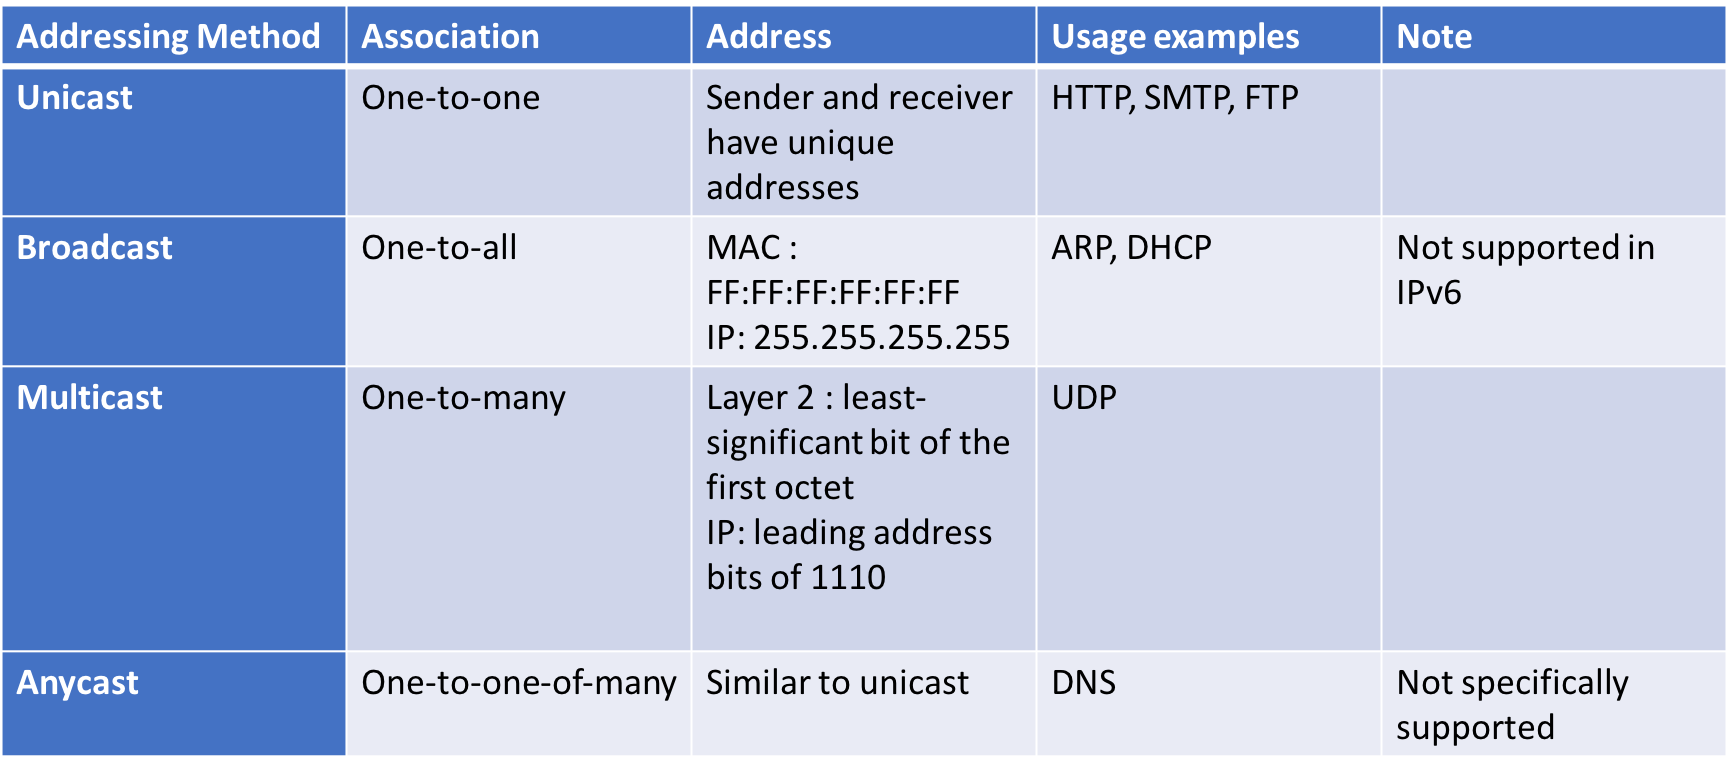 Addressing Method Association Address Usage examples Note
Unicast One-to-one Sender and receiver HTTP, SMTP, FTP
have unique
addresses
Broadcast One-to-all MAC : ARP, DHCP Not supported in
FF:FF:FF:FF:FF:FF IPv6
IP: 255.255.255.255
Multicast One-to-many Layer 2 : least- UDP
significant bit of the
first octet
IP: leading address
bits of 1110
Anycast One-to-one-of-many Similar to unicast DNS Not specifically
supported